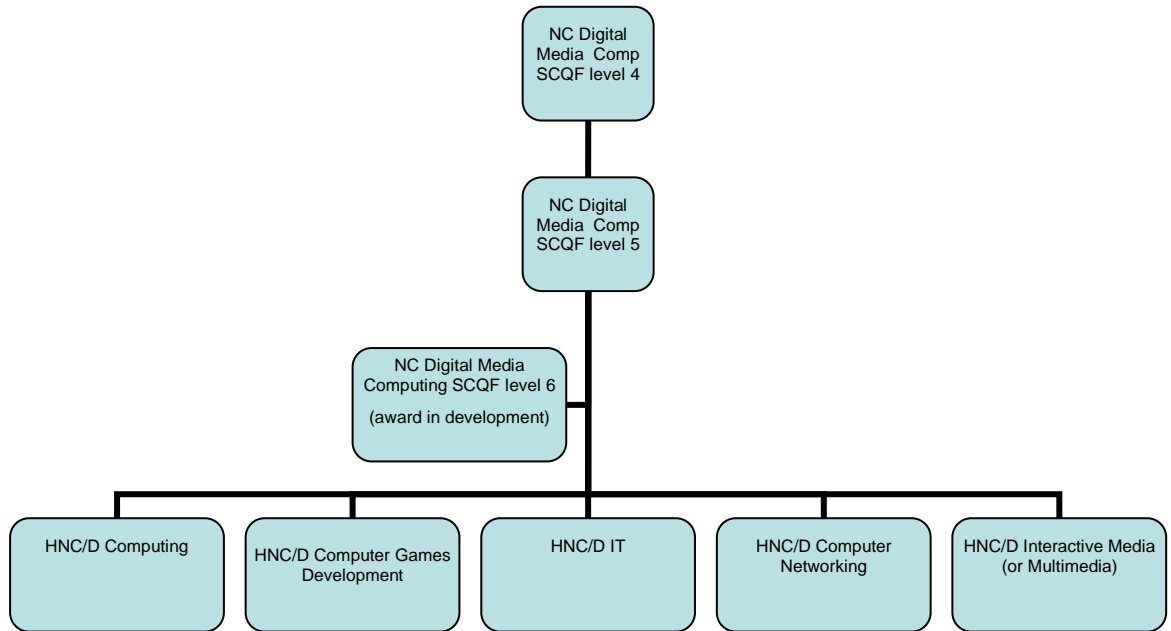 NC Digital
Media Comp
SCQF level 4
NC Digital
Media Comp
SCQF level 5
NC Digital Media
Computing SCQF level 6
(award in development)
HNC/D Computing
HNC/D Computer Games
Development
HNC/D IT
HNC/D Computer
Networking
HNC/D Interactive Media
(or Multimedia)